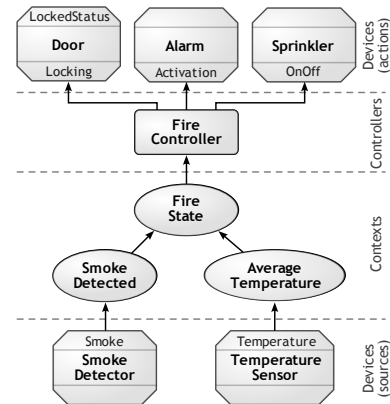 LockedStatus
Door
Locking
Alarm
Activation
Sprinkler
OnOff
Devices
(actions)
Fire
Controller
Controllers
Fire
State
Smoke
Detected
Average
Temperature
Contexts
Smoke
Smoke
Detector
Temperature
Temperature
Sensor
Devices
(sources)